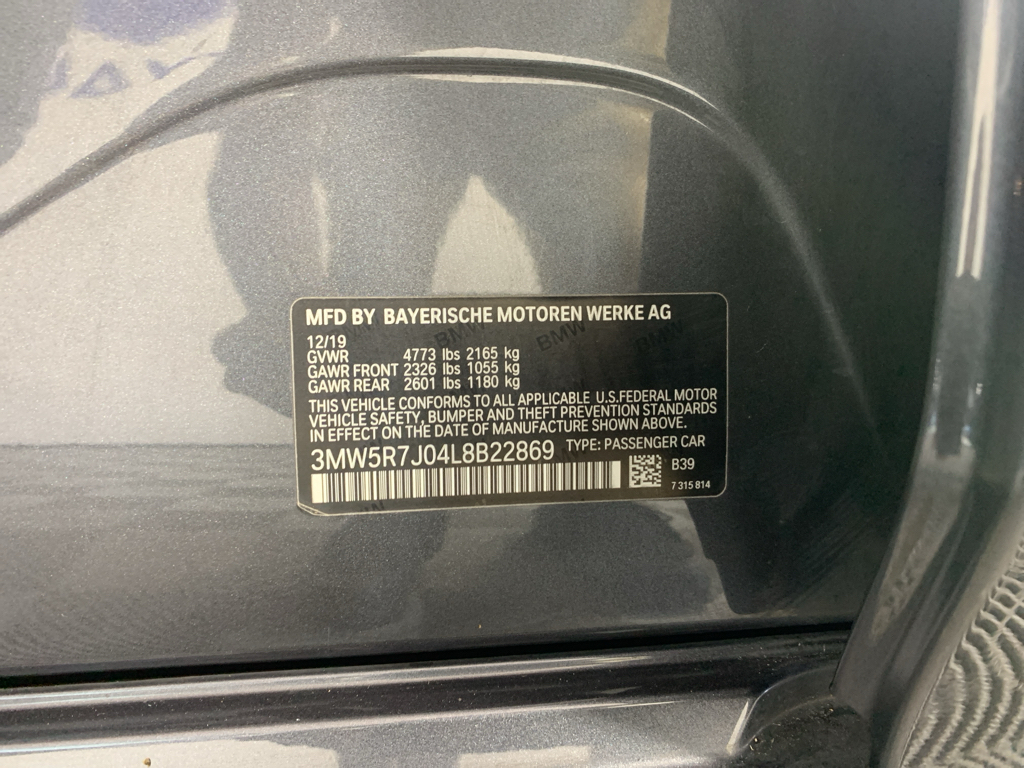 MFD BY BAYERISCHE MOTOREN WERKE AG
12/19
GVWR 4773 lbs 2165 kg
GAWR FRONT 2326 lbs 1055 kg
GAWR REAR 2601 lbs 1180 kg
THIS VEHICLE CONFORMS TO ALL APPLICABLE U.S.FEDERAL MOTOR
VEHICLE SAFETY, BUMPER AND THEFT PREVENTION STANDARDS
IN EFFECT ON THE DATE OF MANUFACTURE SHOWN ABOVE.
3MW5R7J04L8B22869 TYPE: PASSENGER CAR
B39
7 315 814